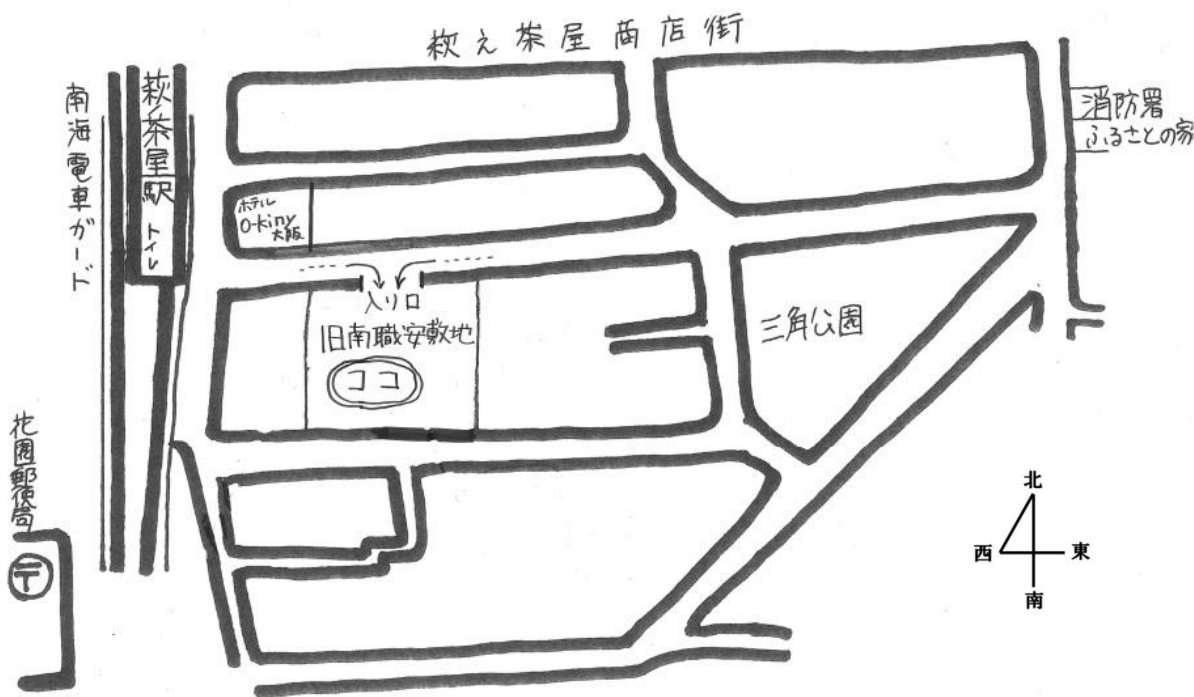 萩之茶屋商店街
南海電車ガード
萩ノ茶屋駅
トイレ
消防署
ふるさとの家
ホテル
O-kiny
大阪
入り口
旧南職安敷地
ココ
三角公園
花園郵便局
〒
北
西
東
南